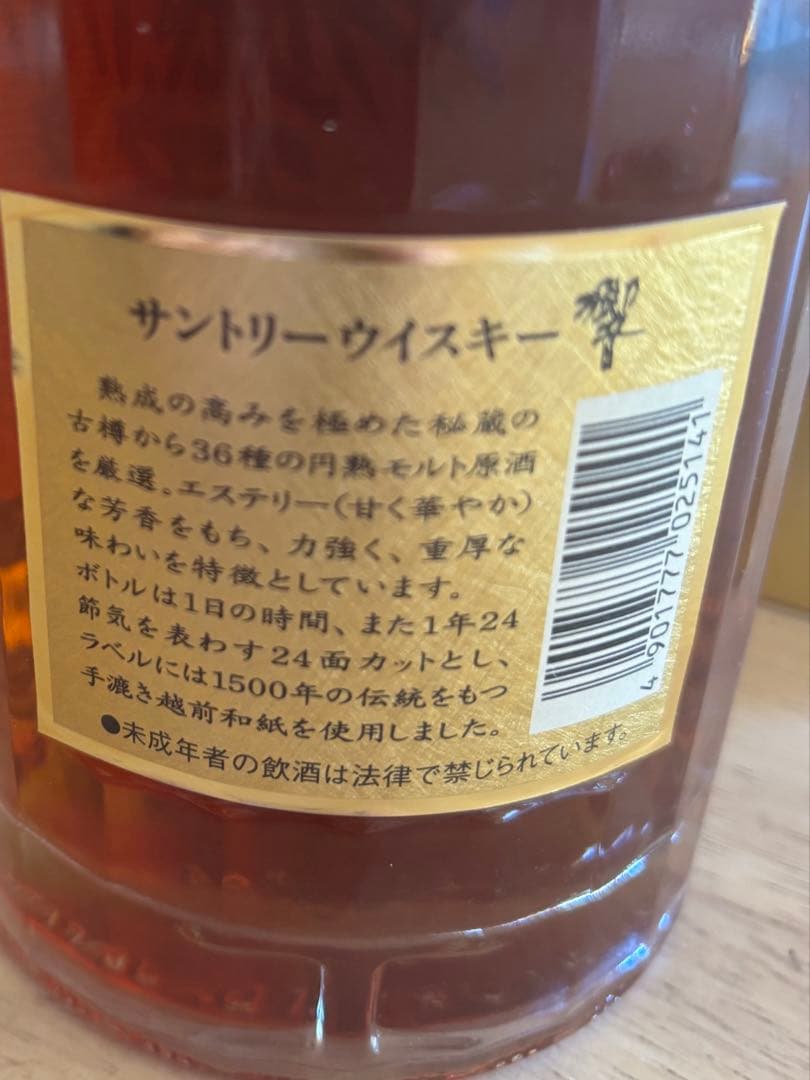 サントリーウイスキー 響
熟成の高みを極めた秘蔵の
古樽から36種の円熟モルト原酒
を厳選。エステリー(甘く華やか)
な芳香をもち、力強く、重厚な
味わいを特徴としています。
ボトルは1日の時間、また1年24
節気を表わす24面カットとし、
ラベルには1500年の伝統をもつ
手漉き越前和紙を使用しました。
●未成年者の飲酒は法律で禁じられています。
4901777025141